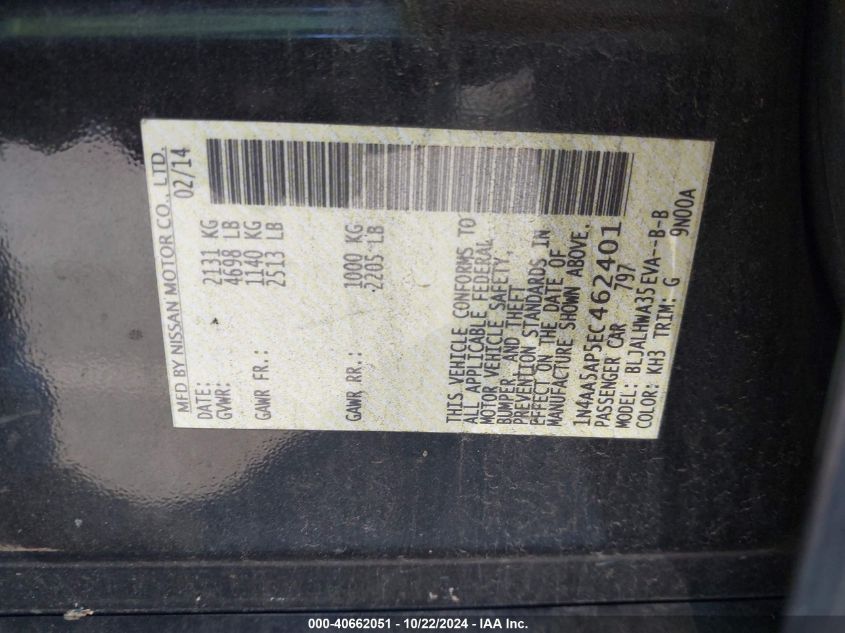 MFD BY NISSAN MOTOR CO., LTD.
DATE: 02/14
GVWR: 2131 KG
4698 LB
GAWR FR.: 1140 KG
2513 LB
GAWR RR.: 1000 KG
2205 LB
THIS VEHICLE CONFORMS TO
ALL APPLICABLE FEDERAL
MOTOR VEHICLE SAFETY,
BUMPER, AND THEFT
PREVENTION STANDARDS IN
EFFECT ON THE DATE OF
MANUFACTURE SHOWN ABOVE.
1N4AA5AP5EC462401
PASSENGER CAR 797
MODEL: BLJALHWA35EVA--B-B
COLOR: KH3 TRIM: G 9N00A
000-40662051 - 10/22/2024 - IAA Inc.